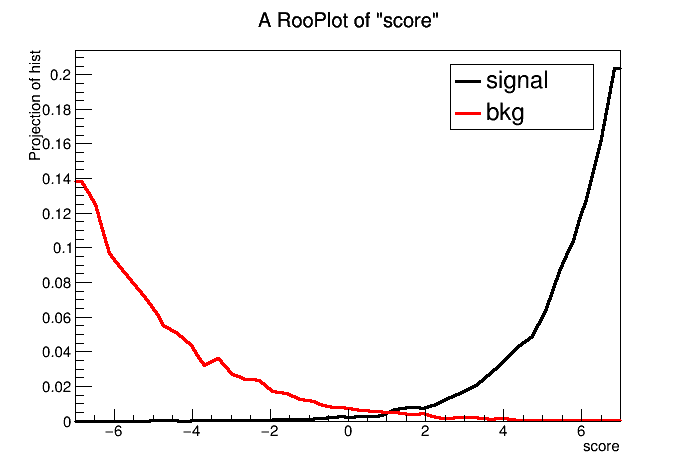 A RooPlot of "score"
Projection of hist
signal
bkg
0.2
0.18
0.16
0.14
0.12
0.1
0.08
0.06
0.04
0.02
0
−6 −4 −2 0 2 4 6
score